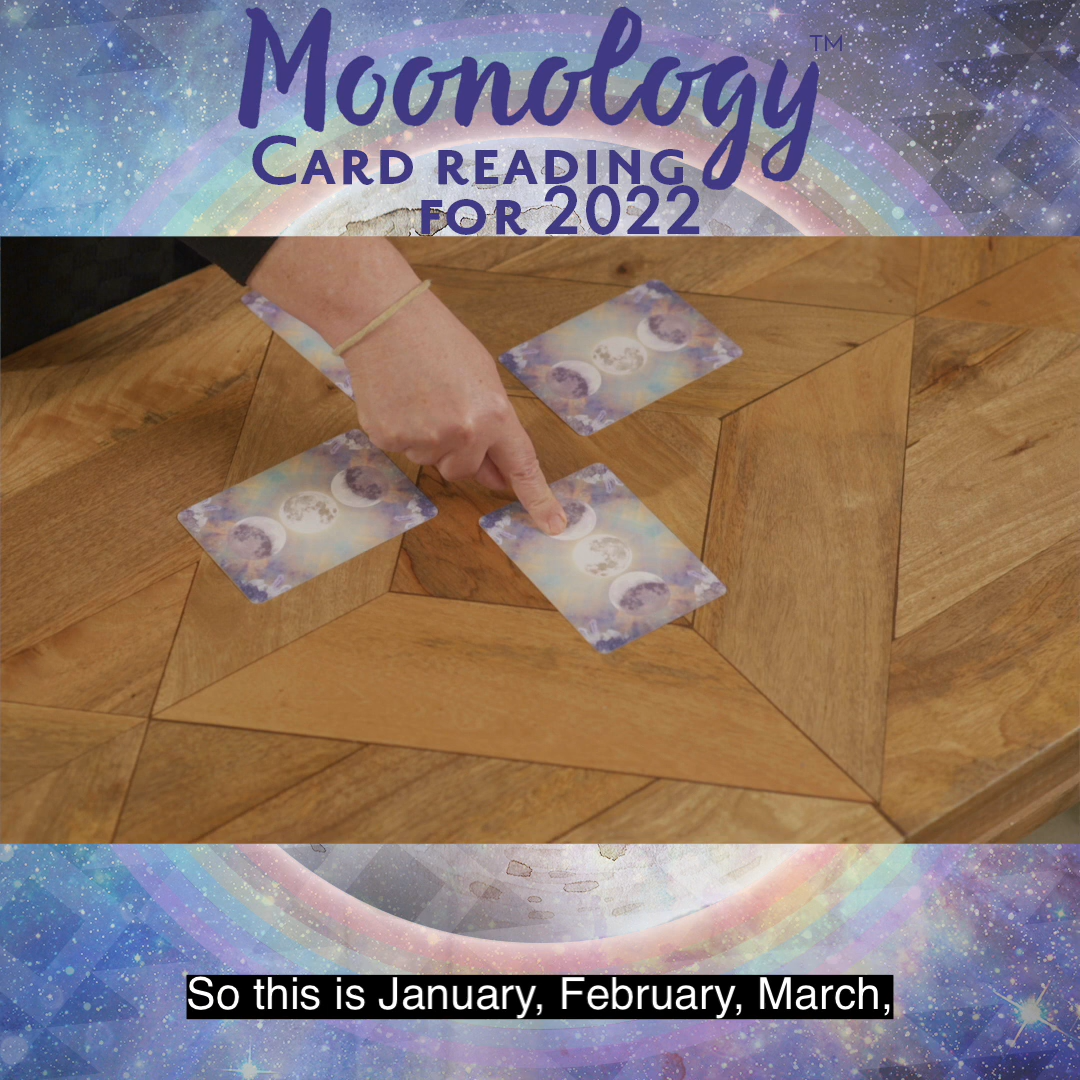 Moonology™
CARD READING
FOR 2022
So this is January, February, March,